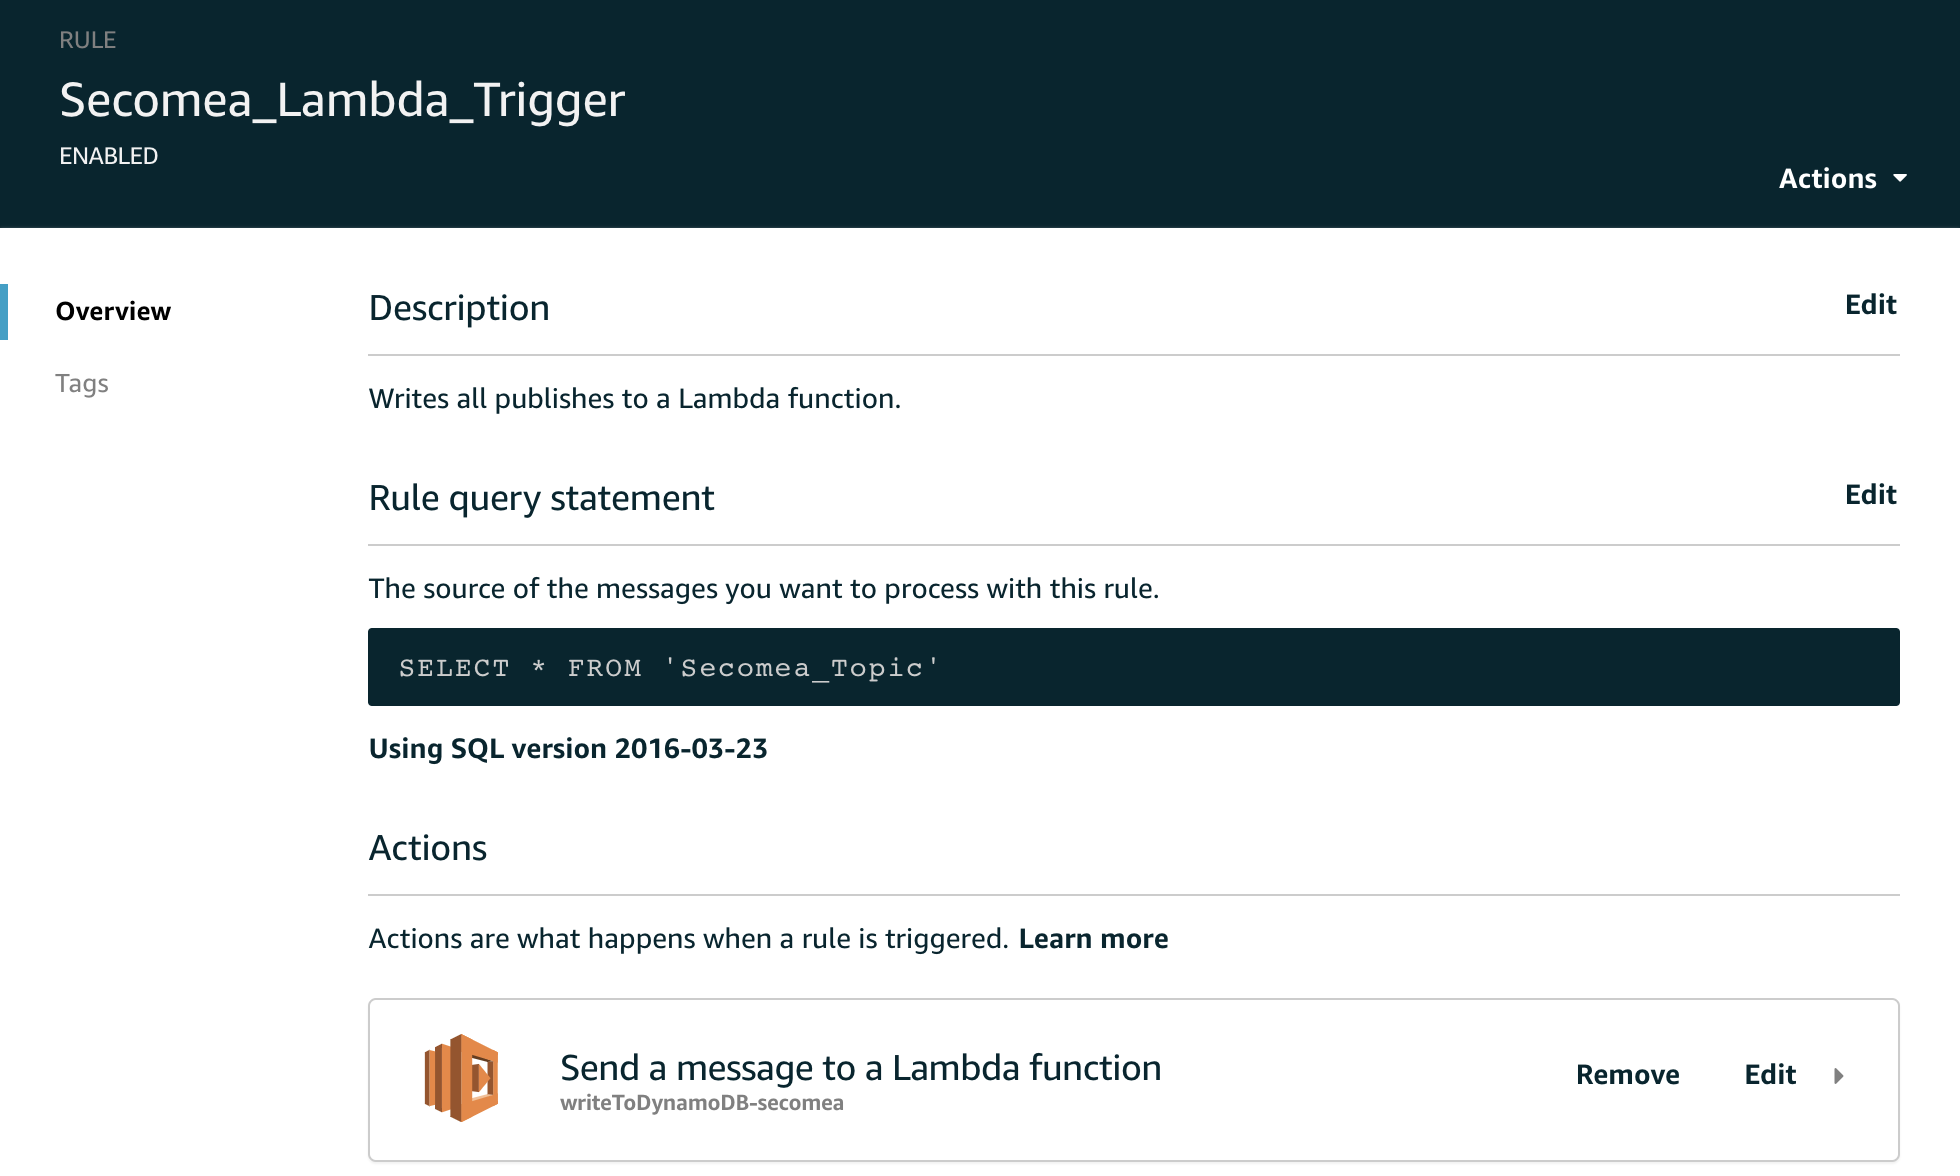 RULE
Secomea_Lambda_Trigger
ENABLED
Actions
Overview
Tags
Description
Edit
Writes all publishes to a Lambda function.
Rule query statement
Edit
The source of the messages you want to process with this rule.
SELECT * FROM 'Secomea_Topic'
Using SQL version 2016-03-23
Actions
Actions are what happens when a rule is triggered. Learn more
Send a message to a Lambda function
writeToDynamoDB-secomea
Remove
Edit